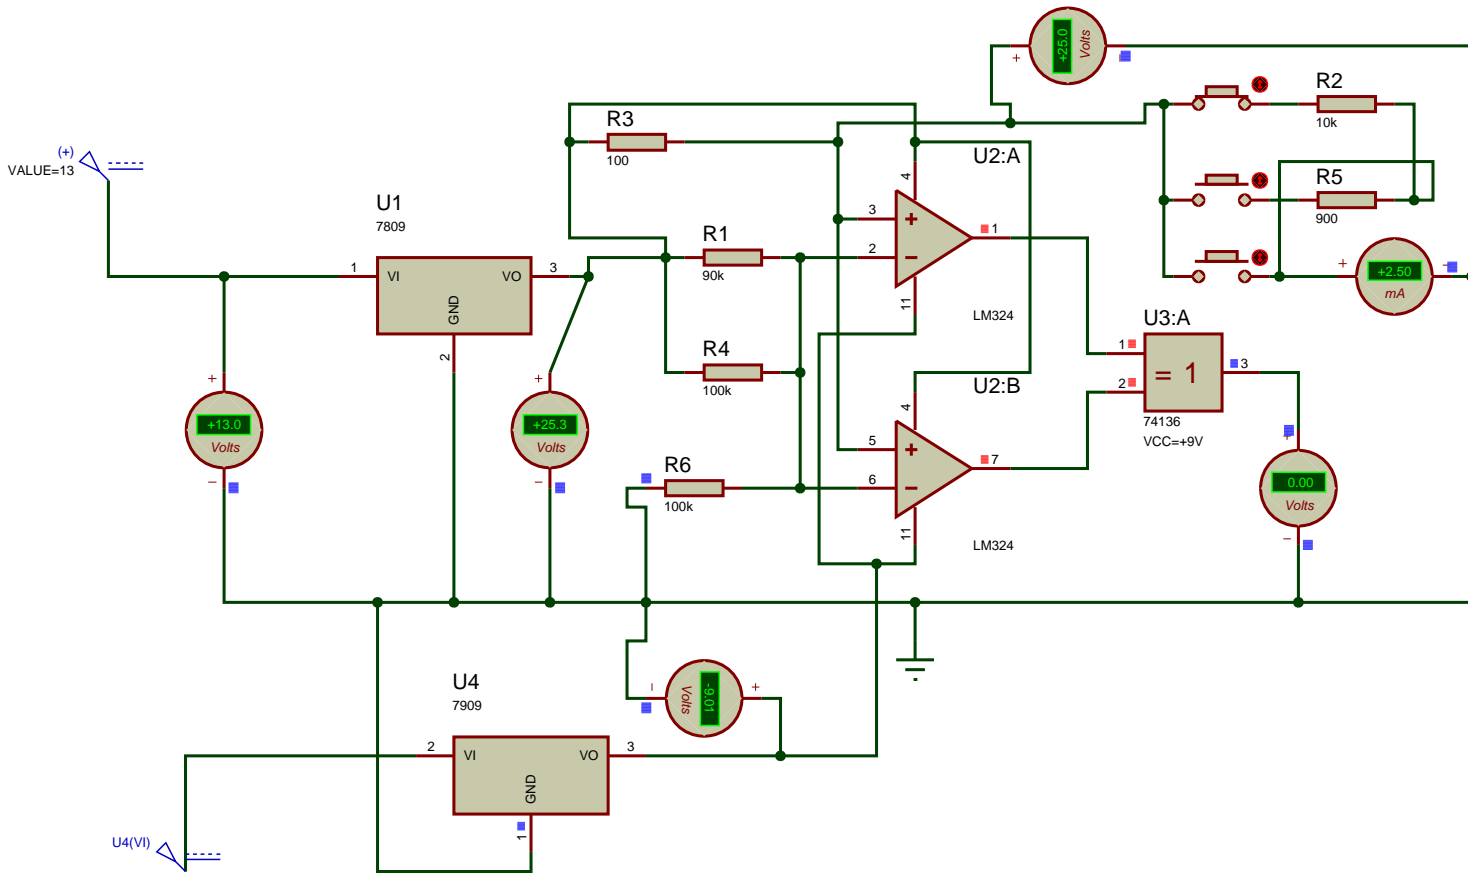 +25.0
Volts
+
R2
10k
R3
100
U2:A
(+)
VALUE=13
4
R5
900
U1
7809
3
+
1
R1
90k
2
−
1
VI
VO
3
GND
2
+
+2.50
mA
−
11
LM324
U3:A
R4
100k
1
= 1
3
2
74136
VCC=+9V
U2:B
4
+
+13.0
Volts
−
+
+25.3
Volts
−
5
+
7
6
−
R6
100k
+
0.00
Volts
−
11
LM324
U4
7909
−
-9.01
Volts
+
2
VI
VO
3
GND
1
U4(VI)